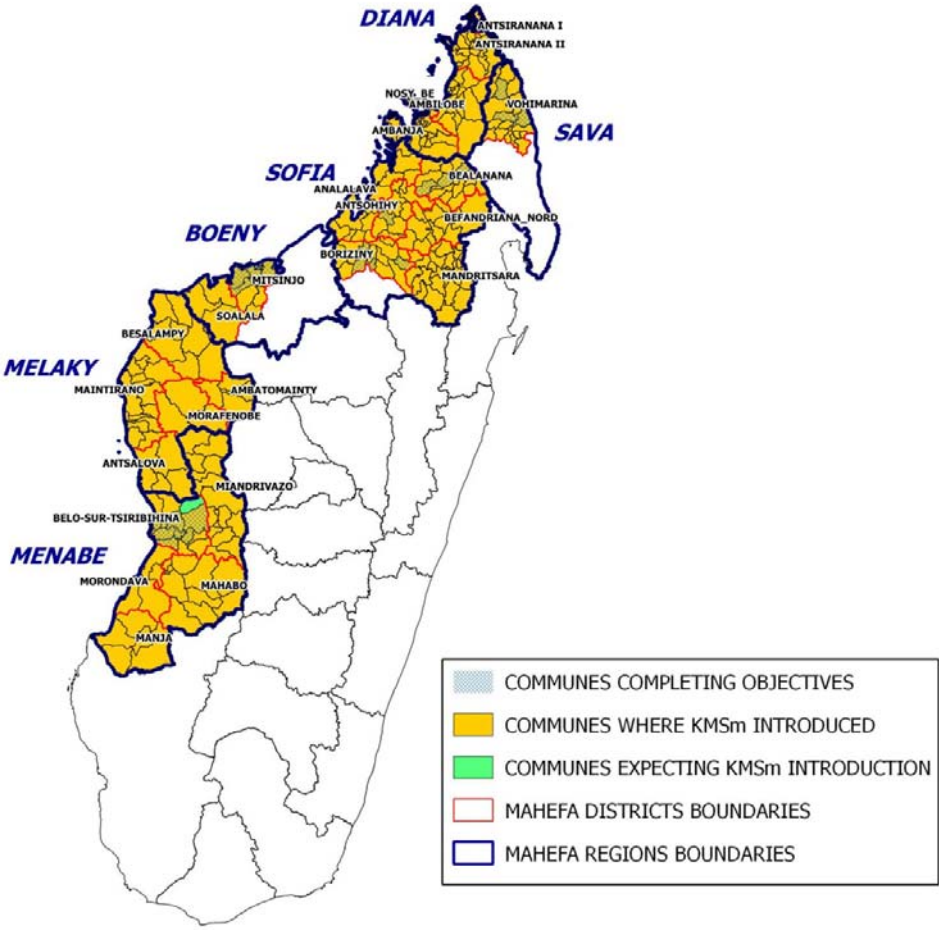 DIANA
ANTSIRANANA I
ANTSIRANANA II
NOSY_BE
AMBILOBE
VOHIMARINA
AMBANJA
SAVA
SOFIA
BEALANANA
ANALALAVA
ANTSOHIHY
BEFANDRIANA_NORD
BOENY
BORIZINY
MANDRITSARA
MITSINJO
SOALALA
BESALAMPY
MELAKY
MAINTIRANO
AMBATOMAINTY
MORAFENOBE
ANTSALOVA
MIANDRIVAZO
BELO-SUR-TSIRIBIHINA
MENABE
MORONDAVA
MAHABO
MANJA
COMMUNES COMPLETING OBJECTIVES
COMMUNES WHERE KMSm INTRODUCED
COMMUNES EXPECTING KMSm INTRODUCTION
MAHEFA DISTRICTS BOUNDARIES
MAHEFA REGIONS BOUNDARIES